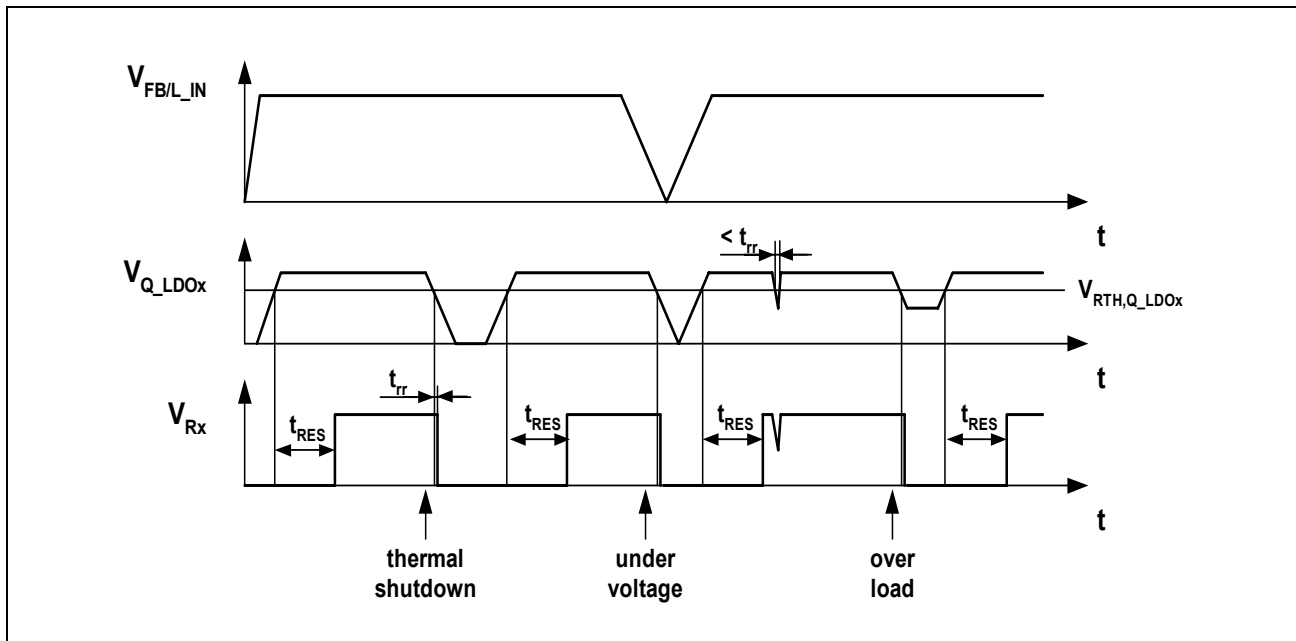 V_FB/L_IN
t
< t_rr
V_Q_LDOx
V_RTH,Q_LDOx
t
t_rr
V_Rx
t_RES
t_RES
t_RES
t_RES
t
thermal
shutdown
under
voltage
over
load